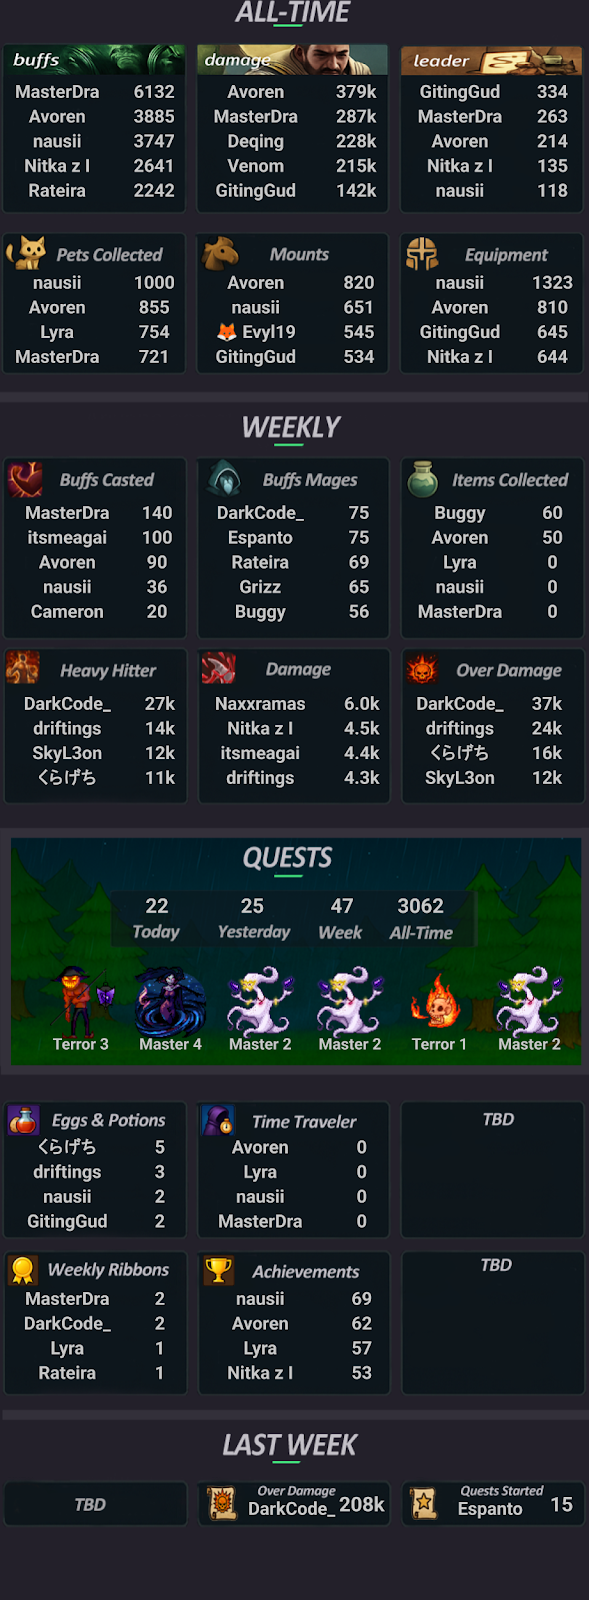 ALL-TIME
buffs
MasterDra 6132
Avoren 3885
nausii 3747
Nitka z l 2641
Rateira 2242
damage
Avoren 379k
MasterDra 287k
Deqing 228k
Venom 215k
GitingGud 142k
leader
GitingGud 334
MasterDra 263
Avoren 214
Nitka z l 135
nausii 118
Pets Collected
nausii 1000
Avoren 855
Lyra 754
MasterDra 721
Mounts
Avoren 820
nausii 651
🦊 Evyl19 545
GitingGud 534
Equipment
nausii 1323
Avoren 810
GitingGud 645
Nitka z l 644
WEEKLY
Buffs Casted
MasterDra 140
itsmeagai 100
Avoren 90
nausii 36
Cameron 20
Buffs Mages
DarkCode_ 75
Espanto 75
Rateira 69
Grizz 65
Buggy 56
Items Collected
Buggy 60
Avoren 50
Lyra 0
nausii 0
MasterDra 0
Heavy Hitter
DarkCode_ 27k
driftings 14k
SkyL3on 12k
くらげち 11k
Damage
Naxxramas 6.0k
Nitka z l 4.5k
itsmeagai 4.4k
driftings 4.3k
Over Damage
DarkCode_ 37k
driftings 24k
くらげち 16k
SkyL3on 12k
QUESTS
22 25 47 3062
Today Yesterday Week All-Time
Terror 3 Master 4 Master 2 Master 2 Terror 1 Master 2
Eggs & Potions
くらげち 5
driftings 3
nausii 2
GitingGud 2
Time Traveler
Avoren 0
Lyra 0
nausii 0
MasterDra 0
TBD
Weekly Ribbons
MasterDra 2
DarkCode_ 2
Lyra 1
Rateira 1
Achievements
nausii 69
Avoren 62
Lyra 57
Nitka z l 53
TBD
LAST WEEK
TBD
Over Damage
DarkCode_ 208k
Quests Started
Espanto 15